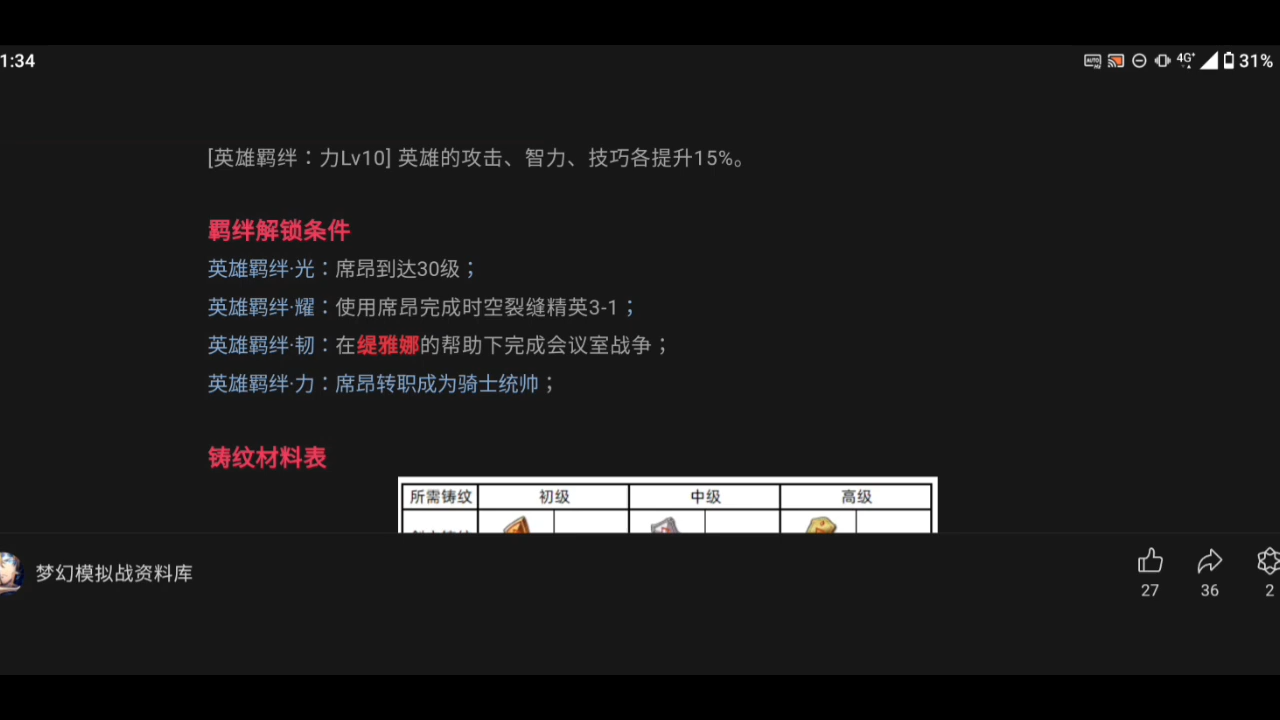 1:34
4G+
31%
[英雄羁绊：力Lv10] 英雄的攻击、智力、技巧各提升15%。
羁绊解锁条件
英雄羁绊·光：席昂到达30级；
英雄羁绊·耀：使用席昂完成时空裂缝精英3-1；
英雄羁绊·韧：在缇雅娜的帮助下完成会议室战争；
英雄羁绊·力：席昂转职成为骑士统帅；
铸纹材料表
所需铸纹 初级 中级 高级
梦幻模拟战资料库
27 36 2